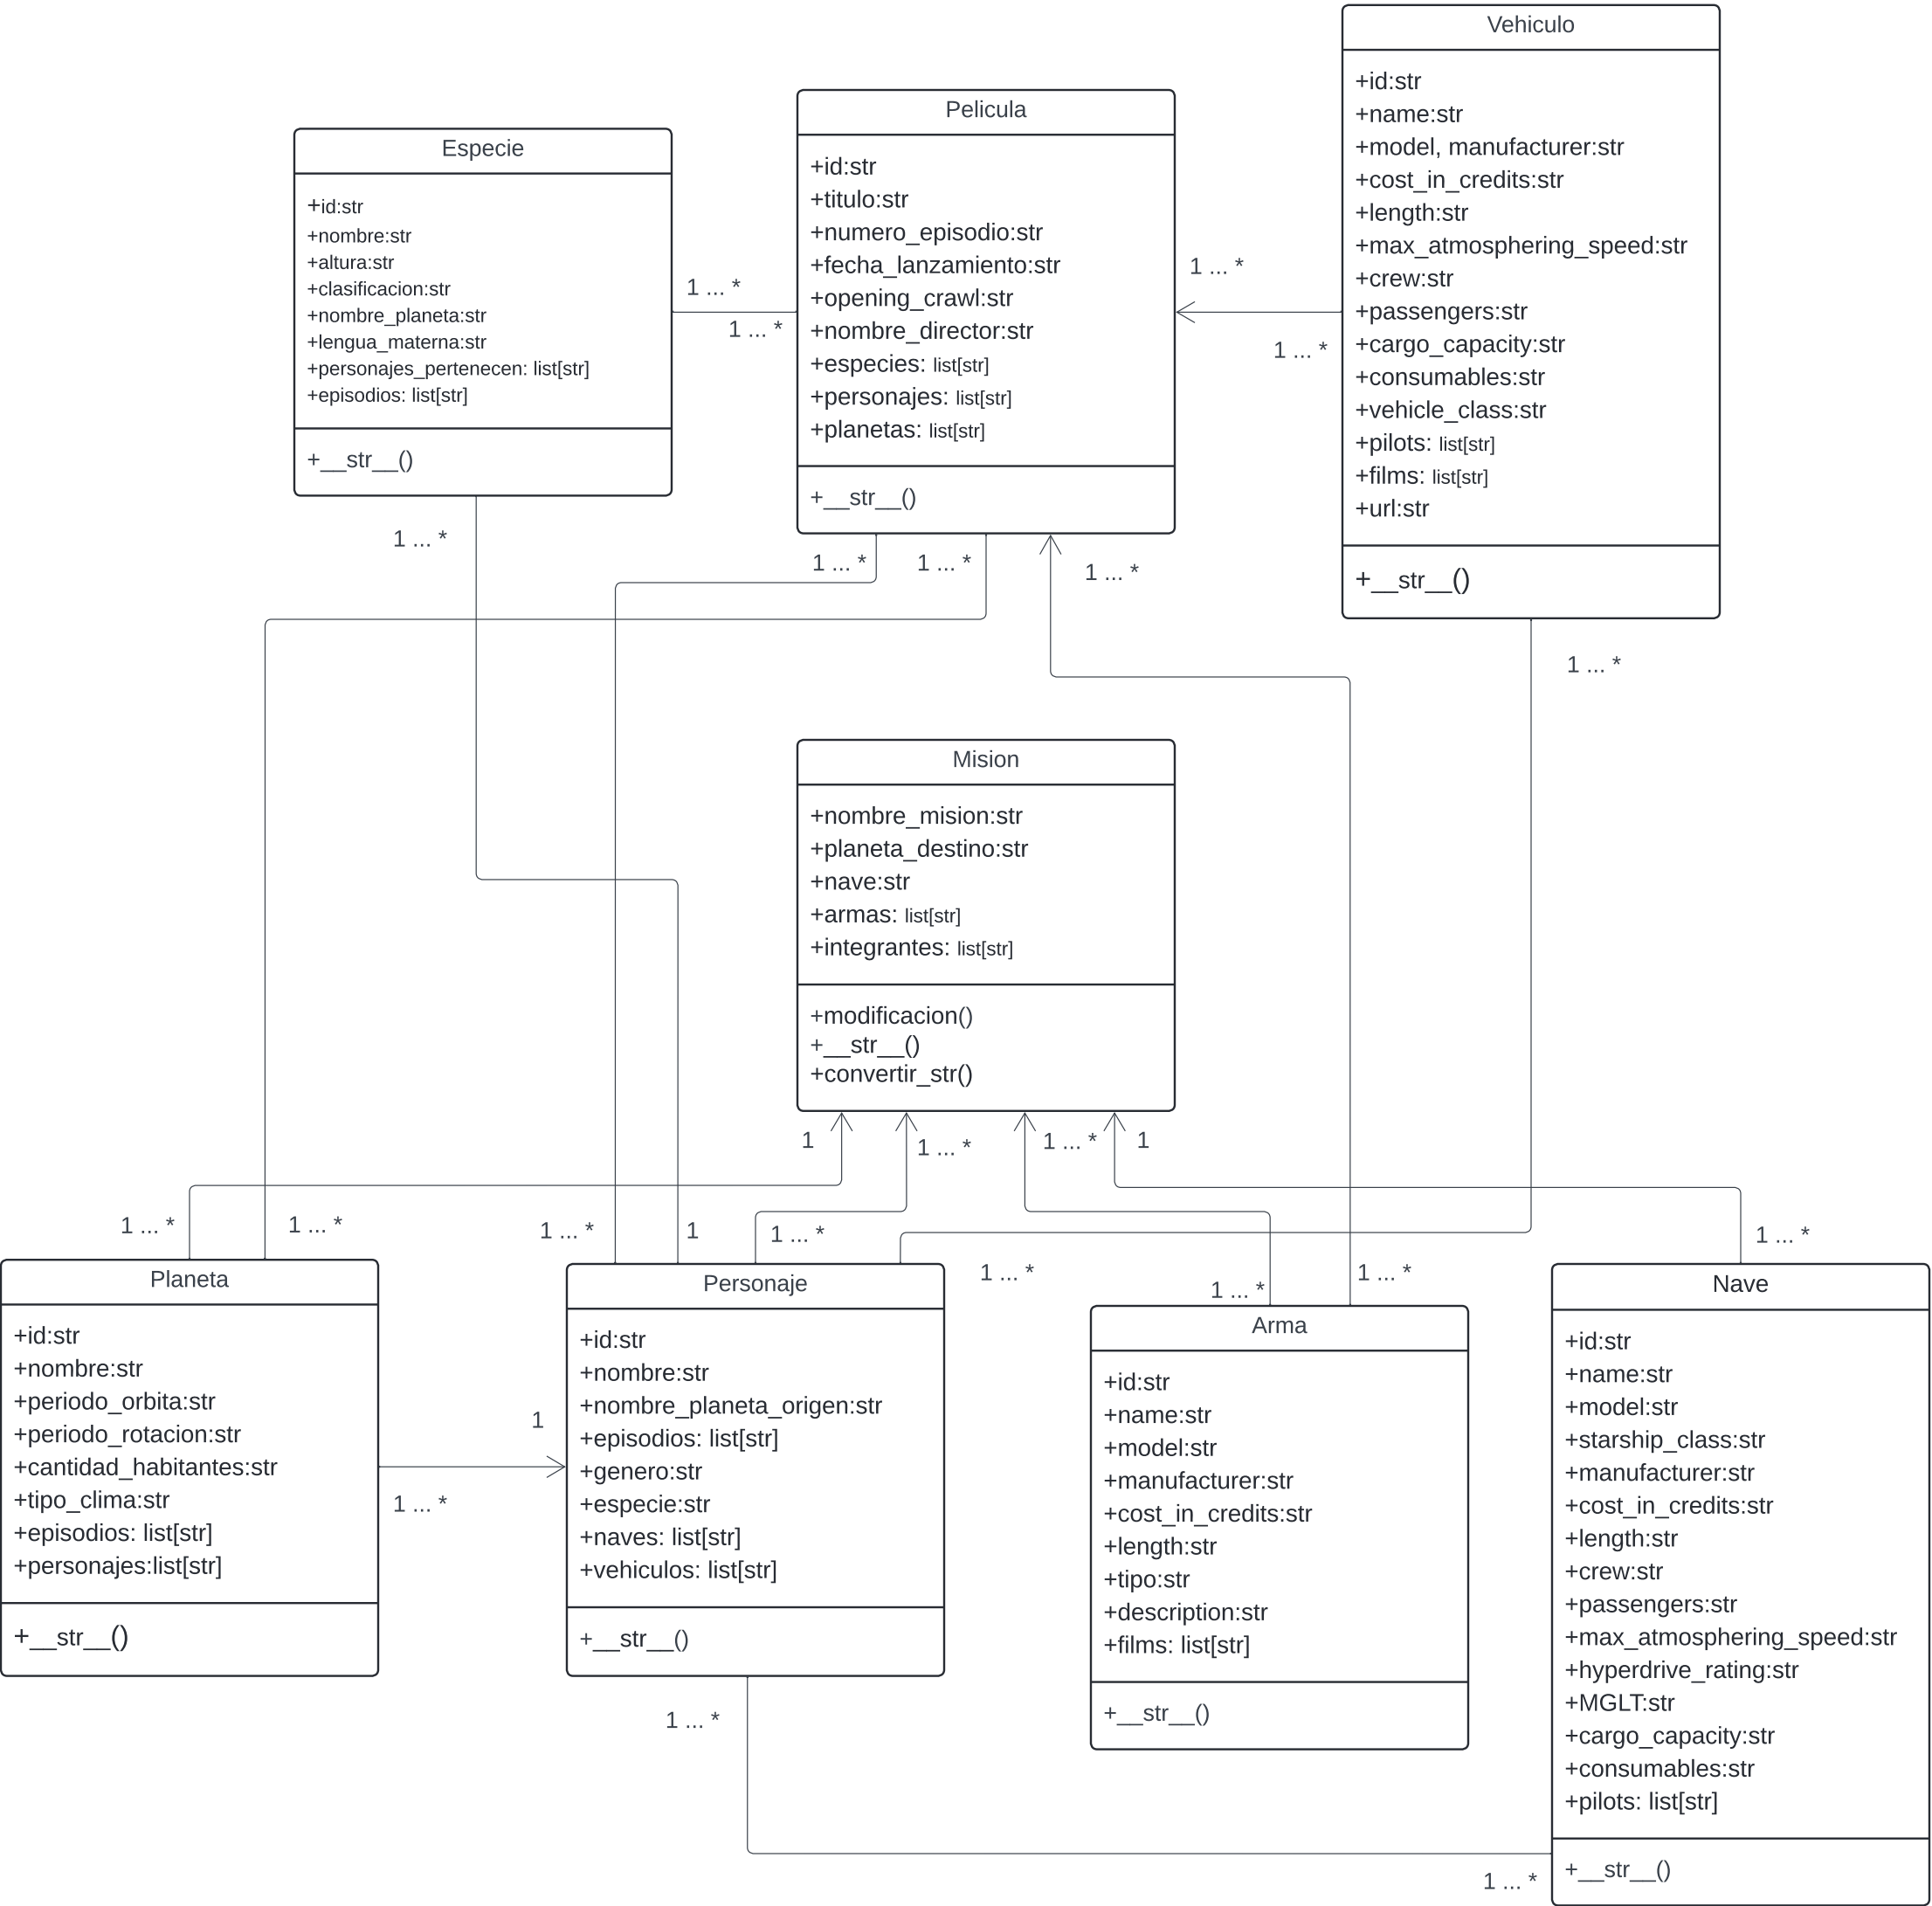 Vehiculo
+id:str
+name:str
+model, manufacturer:str
+cost_in_credits:str
+length:str
+max_atmosphering_speed:str
+crew:str
+passengers:str
+cargo_capacity:str
+consumables:str
+vehicle_class:str
+pilots: list[str]
+films: list[str]
+url:str
+__str__()
Pelicula
+id:str
+titulo:str
+numero_episodio:str
+fecha_lanzamiento:str
+opening_crawl:str
+nombre_director:str
+especies: list[str]
+personajes: list[str]
+planetas: list[str]
+__str__()
Especie
+id:str
+nombre:str
+altura:str
+clasificacion:str
+nombre_planeta:str
+lengua_materna:str
+personajes_pertenecen: list[str]
+episodios: list[str]
+__str__()
1 ... *
1 ... *
1 ... *
1 ... *
1 ... *
1 ... *
1 ... *
1 ... *
1 ... *
Mision
+nombre_mision:str
+planeta_destino:str
+nave:str
+armas: list[str]
+integrantes: list[str]
+modificacion()
+__str__()
+convertir_str()
1
1 ... *
1 ... *
1
1 ... *
1 ... *
1 ... *
1
1 ... *
1 ... *
1 ... *
1 ... *
1 ... *
Planeta
+id:str
+nombre:str
+periodo_orbita:str
+periodo_rotacion:str
+cantidad_habitantes:str
+tipo_clima:str
+episodios: list[str]
+personajes:list[str]
+__str__()
1
1 ... *
Personaje
+id:str
+nombre:str
+nombre_planeta_origen:str
+episodios: list[str]
+genero:str
+especie:str
+naves: list[str]
+vehiculos: list[str]
+__str__()
Arma
+id:str
+name:str
+model:str
+manufacturer:str
+cost_in_credits:str
+length:str
+tipo:str
+description:str
+films: list[str]
+__str__()
Nave
+id:str
+name:str
+model:str
+starship_class:str
+manufacturer:str
+cost_in_credits:str
+length:str
+crew:str
+passengers:str
+max_atmosphering_speed:str
+hyperdrive_rating:str
+MGLT:str
+cargo_capacity:str
+consumables:str
+pilots: list[str]
+__str__()
1 ... *
1 ... *